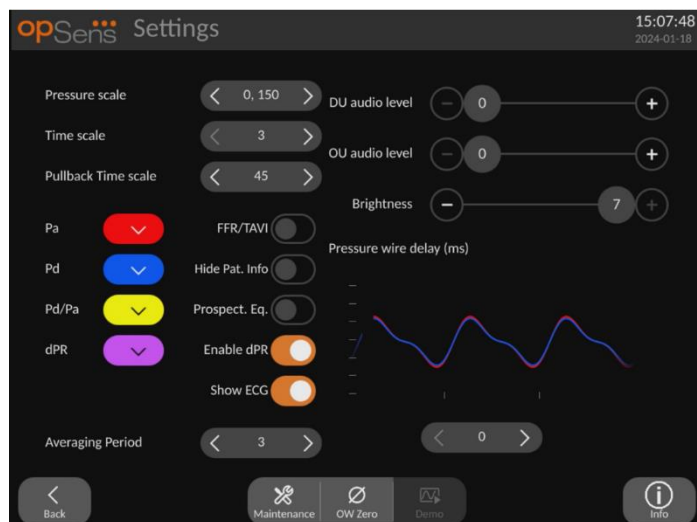 opSens Settings
15:07:48
2024-01-18
Pressure scale
0, 150
Time scale
3
Pullback Time scale
45
DU audio level
0
OU audio level
0
Brightness
7
Pa
FFR/TAVI
Pd
Hide Pat. Info
Pd/Pa
Prospect. Eq.
dPR
Enable dPR
Show ECG
Averaging Period
3
Pressure wire delay (ms)
0
Back
Maintenance
OW Zero
Demo
Info